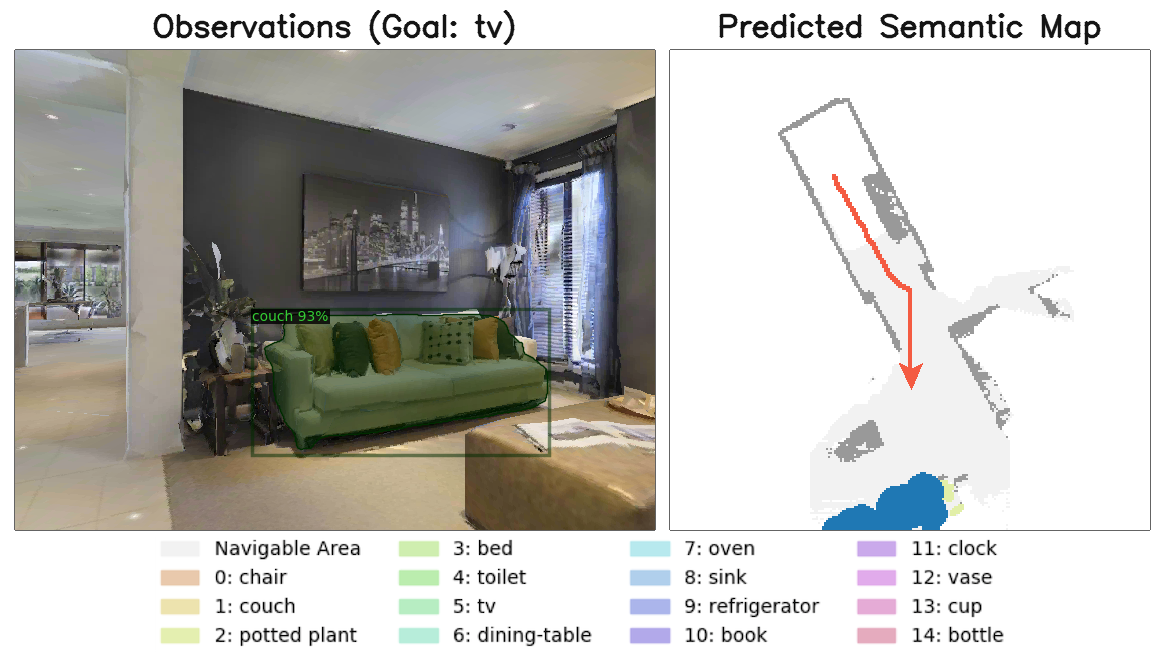 Observations (Goal: tv)
Predicted Semantic Map
couch 93%
Navigable Area
0: chair
1: couch
2: potted plant
3: bed
4: toilet
5: tv
6: dining-table
7: oven
8: sink
9: refrigerator
10: book
11: clock
12: vase
13: cup
14: bottle